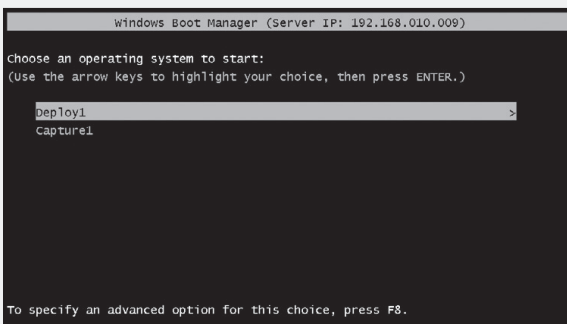 Windows Boot Manager (Server IP: 192.168.010.009)
Choose an operating system to start:
(Use the arrow keys to highlight your choice, then press ENTER.)
Deploy1 >
Capture1
To specify an advanced option for this choice, press F8.